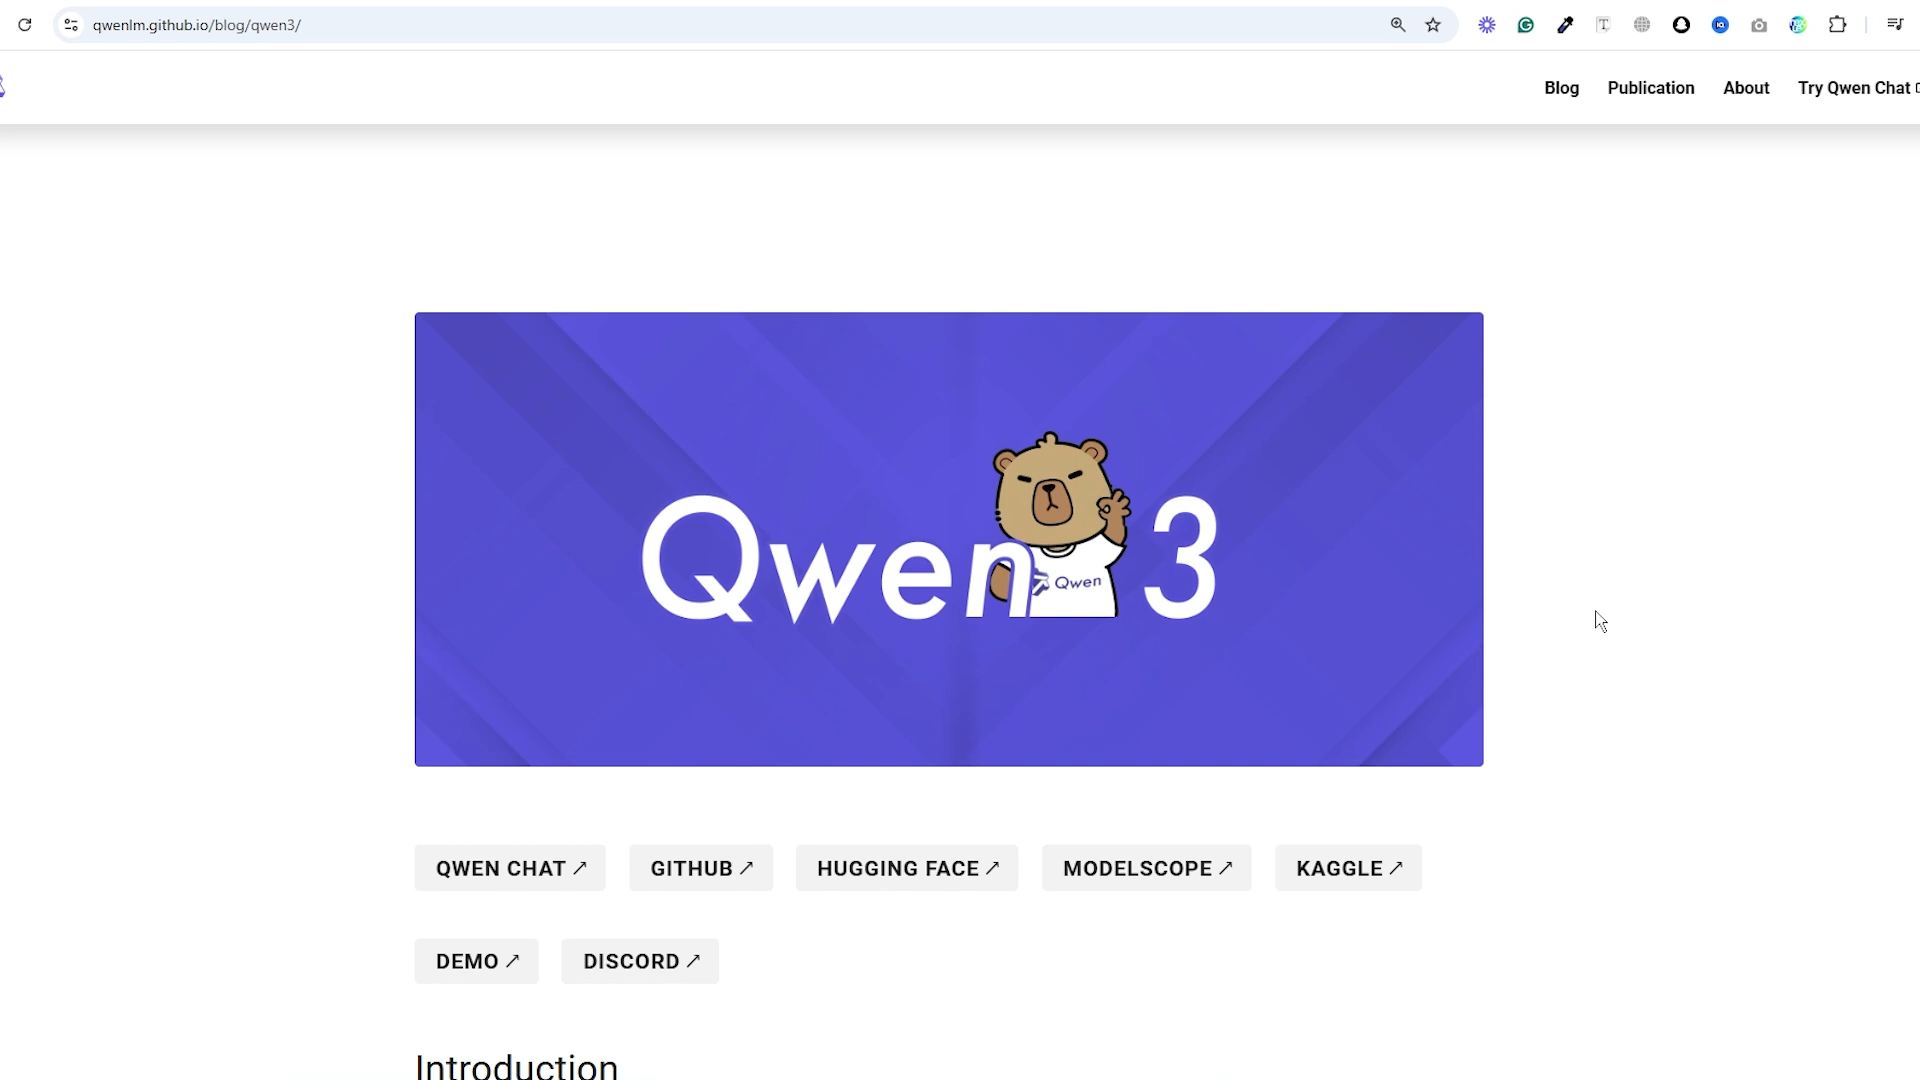 qwenlm.github.io/blog/qwen3/
Blog Publication About Try Qwen Chat
Qwen 3
Qwen
QWEN CHAT ↗ GITHUB ↗ HUGGING FACE ↗ MODELSCOPE ↗ KAGGLE ↗
DEMO ↗ DISCORD ↗
Introduction